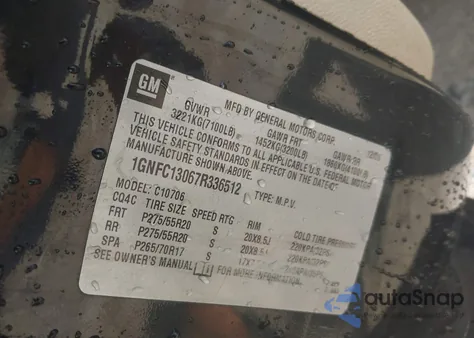 GM
MFD BY GENERAL MOTORS CORP.
GVWR GAWR FRT GAWR RR
3221KG(7100LB) 1452KG(3200LB)
THIS VEHICLE CONFORMS TO ALL APPLICABLE U.S. FEDERAL MOTOR
VEHICLE SAFETY STANDARDS IN EFFECT ON THE DATE OF
MANUFACTURE SHOWN ABOVE.
1GNFC13067R336512 TYPE: M.P.V.
MODEL: C10706
CQ4C TIRE SIZE SPEED RTG RIM COLD TIRE PRESSURE
FRT P275/55R20 S 20X8.5J
RR P275/55R20 S 20X8.5J
SPA P265/70R17 S
SEE OWNER'S MANUAL FOR MORE INFORMATION.
autoSnap